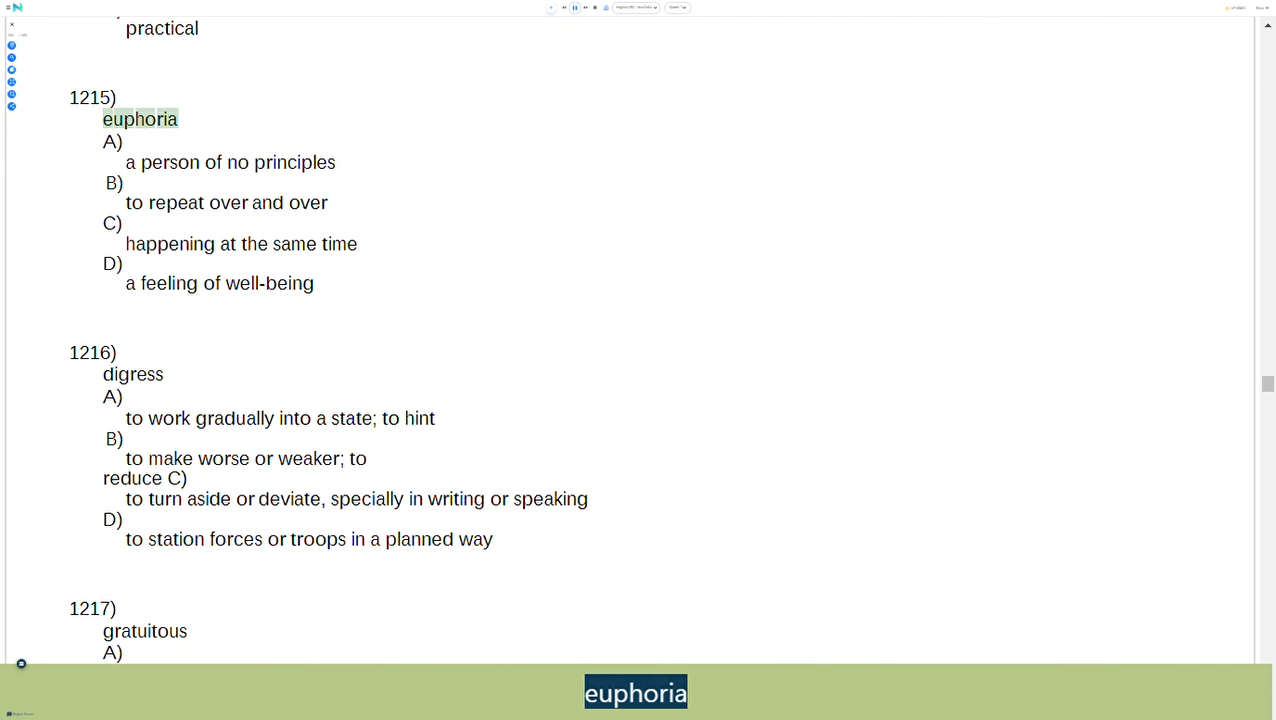 practical
1215)
euphoria
A)
a person of no principles
B)
to repeat over and over
C)
happening at the same time
D)
a feeling of well-being
1216)
digress
A)
to work gradually into a state; to hint
B)
to make worse or weaker; to
reduce C)
to turn aside or deviate, specially in writing or speaking
D)
to station forces or troops in a planned way
1217)
gratuitous
A)
euphoria